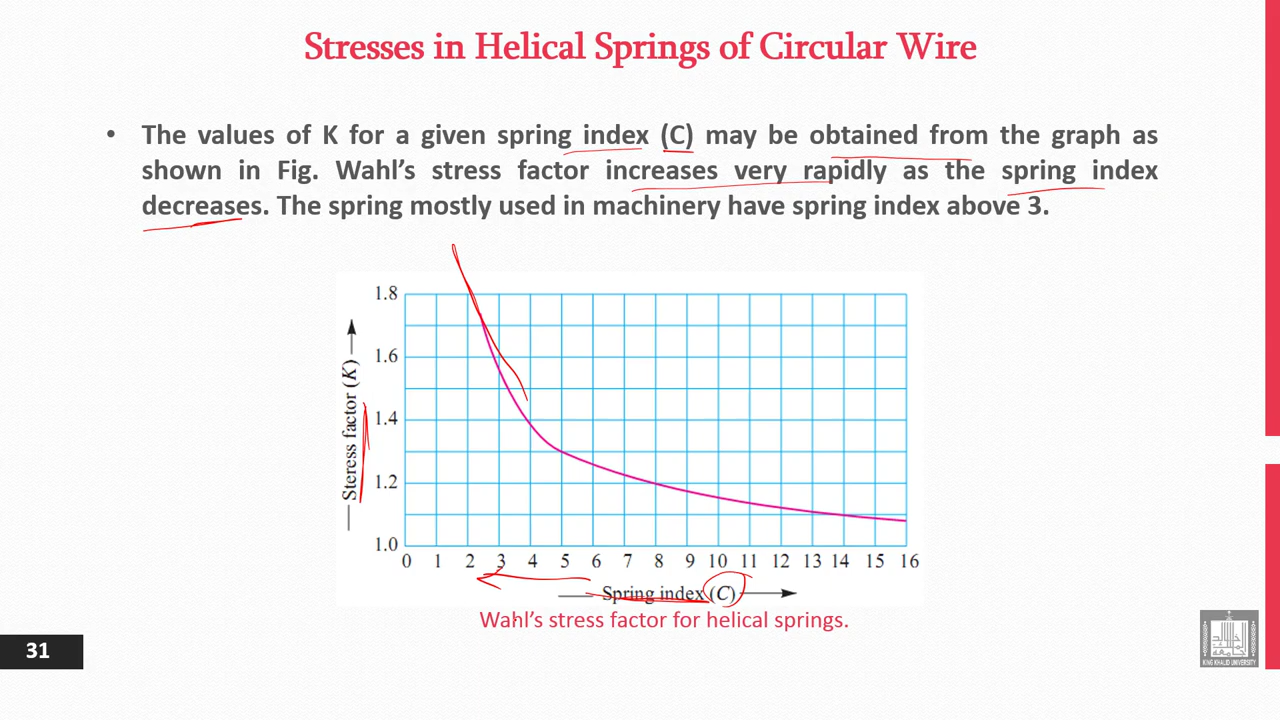 Stresses in Helical Springs of Circular Wire
• The values of K for a given spring index (C) may be obtained from the graph as
shown in Fig. Wahl's stress factor increases very rapidly as the spring index
decreases. The spring mostly used in machinery have spring index above 3.
1.8
1.6
1.4
1.2
1.0
Steress factor (K)
0 1 2 3 4 5 6 7 8 9 10 11 12 13 14 15 16
Spring index (C)
Wahl's stress factor for helical springs.
31
KING KHALID UNIVERSITY